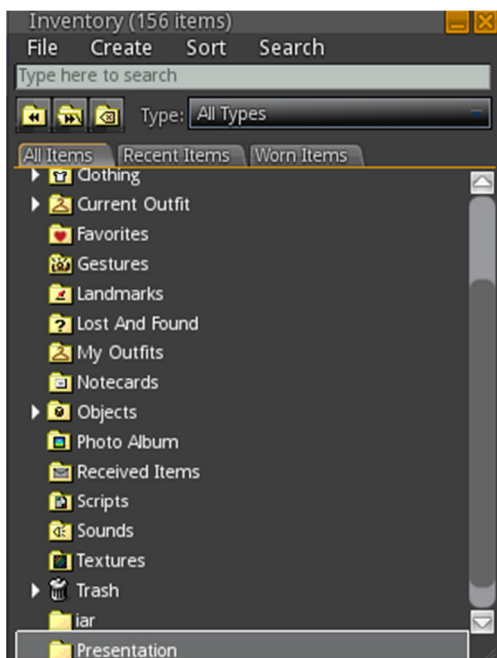 Inventory (156 items)
File Create Sort Search
Type here to search
Type: All Types
All Items Recent Items Worn Items
Clothing
Current Outfit
Favorites
Gestures
Landmarks
Lost And Found
My Outfits
Notecards
Objects
Photo Album
Received Items
Scripts
Sounds
Textures
Trash
iar
Presentation